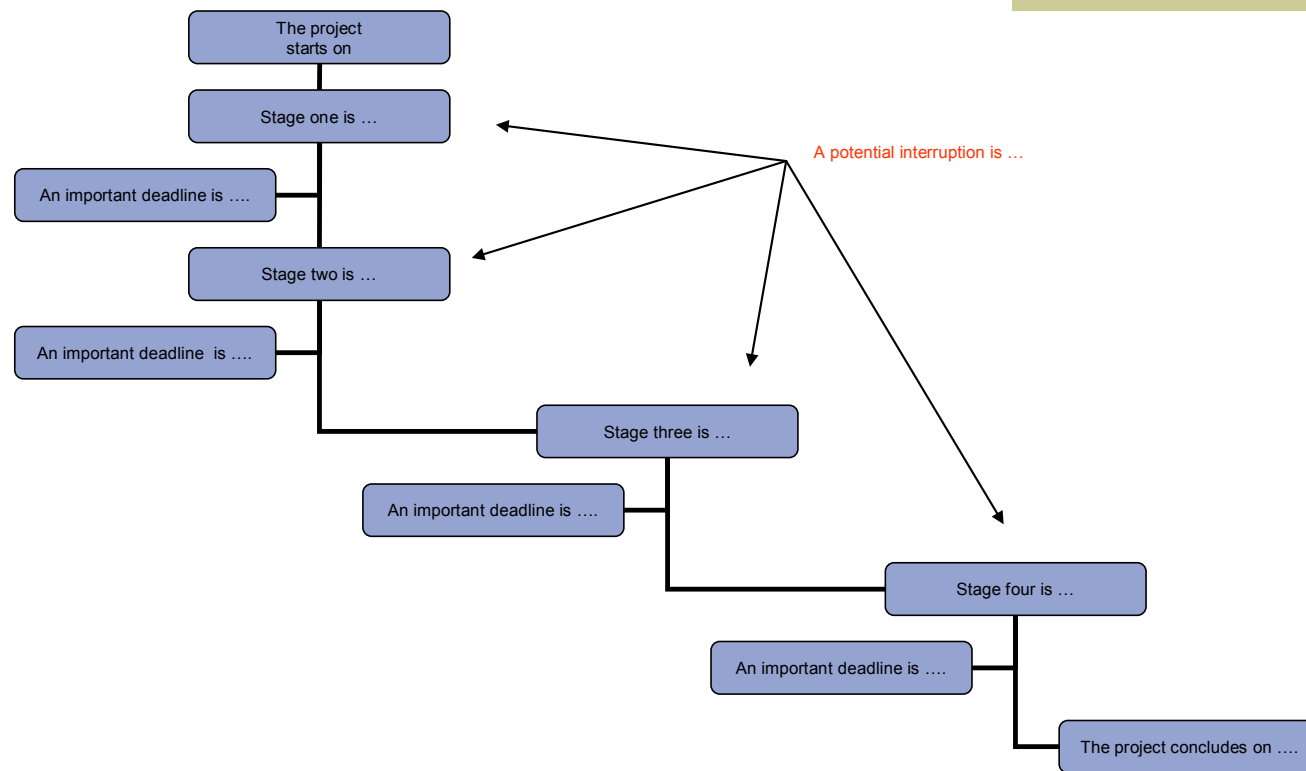 The project
starts on
Stage one is …
A potential interruption is …
An important deadline is ….
Stage two is …
An important deadline  is ….
Stage three is …
An important deadline is ….
Stage four is …
An important deadline is ….
The project concludes on ….